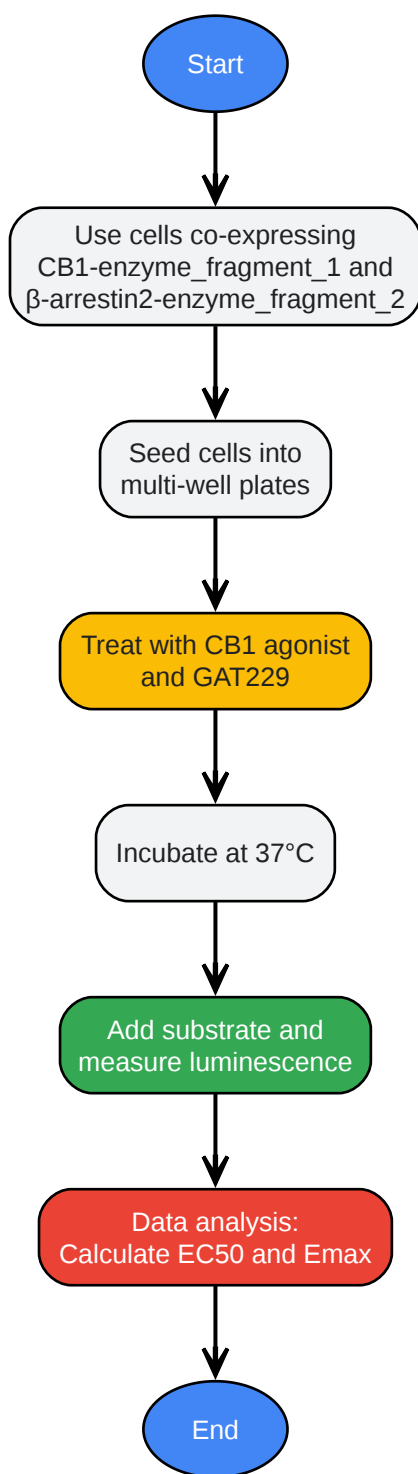 Start
Use cells co-expressing
CB1-enzyme_fragment_1 and
β-arrestin2-enzyme_fragment_2
Seed cells into
multi-well plates
Treat with CB1 agonist
and GAT229
Incubate at 37°C
Add substrate and
measure luminescence
Data analysis:
Calculate EC50 and Emax
End